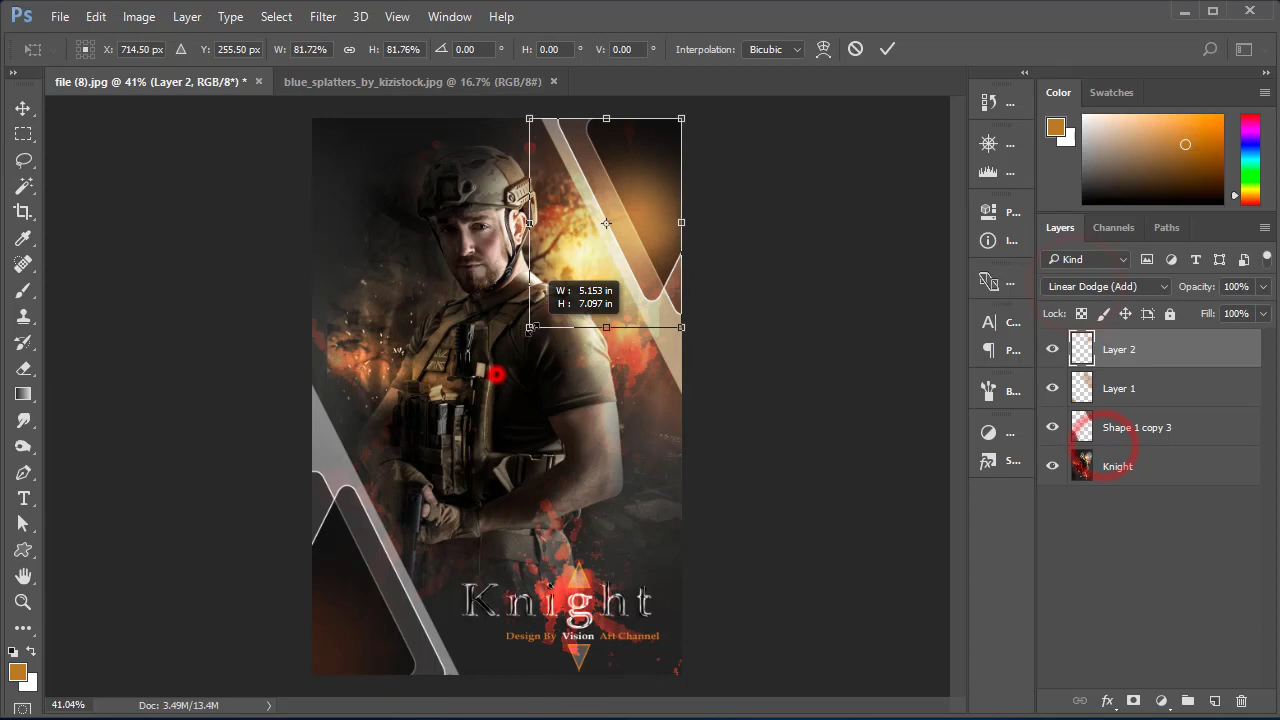 Ps File Edit Image Layer Type Select Filter 3D View Window Help
X: 714.50 px Y: 255.50 px W: 81.72% H: 81.76% 0.00 ° H: 0.00 ° V: 0.00 ° Interpolation: Bicubic
file (8).jpg @ 41% (Layer 2, RGB/8*) * × blue_splatters_by_kizistock.jpg @ 16.7% (RGB/8#) ×
Color Swatches
...
...
...
P...
I...
...
C...
P...
B...
...
S...
Layers Channels Paths
Kind
Linear Dodge (Add) Opacity: 100%
Lock: Fill: 100%
Layer 2
Layer 1
Shape 1 copy 3
Knight
W : 5.153 in
H : 7.097 in
Knight
Design By Vision Art Channel
41.04% Doc: 3.49M/13.4M